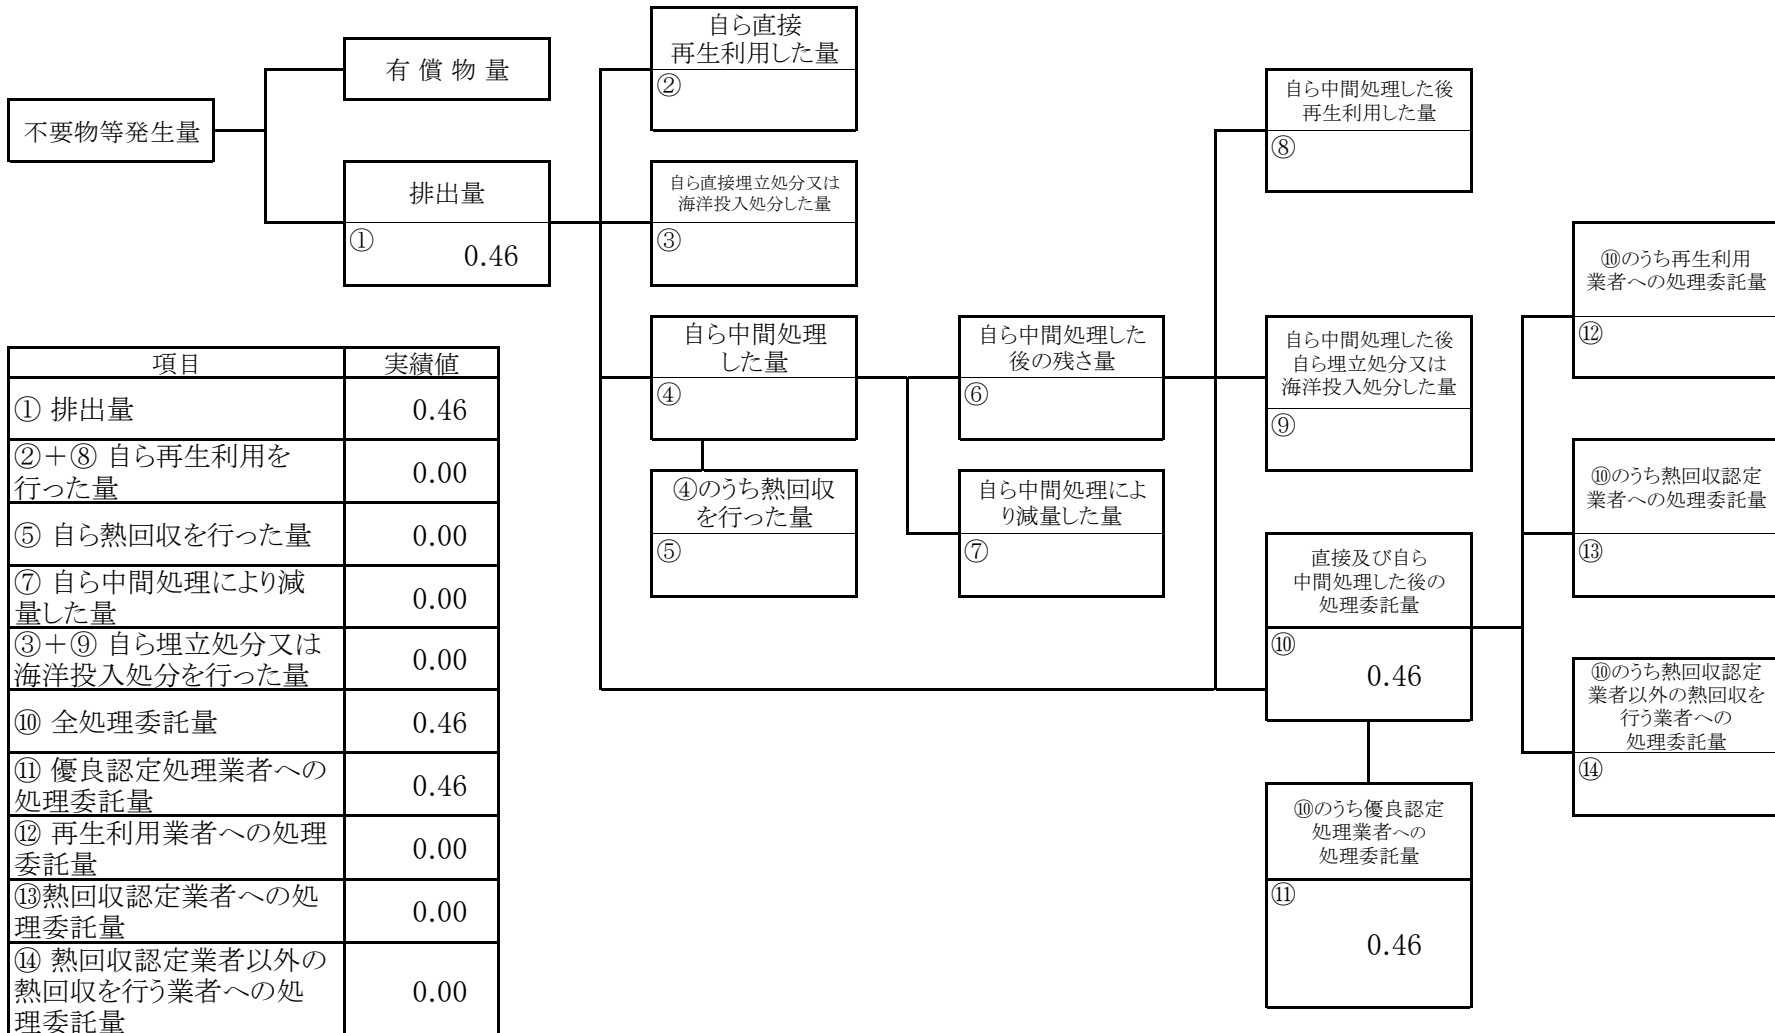 不要物等発生量
有 償 物 量
排出量
①
0.46
自ら直接
再生利用した量
②
自ら直接埋立処分又は
海洋投入処分した量
③
自ら中間処理
した量
④
④のうち熱回収
を行った量
⑤
自ら中間処理した
後の残さ量
⑥
自ら中間処理によ
り減量した量
⑦
自ら中間処理した後
再生利用した量
⑧
自ら中間処理した後
自ら埋立処分又は
海洋投入処分した量
⑨
直接及び自ら
中間処理した後の
処理委託量
⑩
0.46
⑩のうち優良認定
処理業者への
処理委託量
⑪
0.46
⑩のうち再生利用
業者への処理委託量
⑫
⑩のうち熱回収認定
業者への処理委託量
⑬
⑩のうち熱回収認定
業者以外の熱回収を
行う業者への
処理委託量
⑭
項目 実績値
① 排出量 0.46
②＋⑧ 自ら再生利用を
行った量 0.00
⑤ 自ら熱回収を行った量 0.00
⑦ 自ら中間処理により減
量した量 0.00
③＋⑨ 自ら埋立処分又は
海洋投入処分を行った量 0.00
⑩ 全処理委託量 0.46
⑪ 優良認定処理業者への
処理委託量 0.46
⑫ 再生利用業者への処理
委託量 0.00
⑬熱回収認定業者への処
理委託量 0.00
⑭ 熱回収認定業者以外の
熱回収を行う業者への処 0.00
理委託量